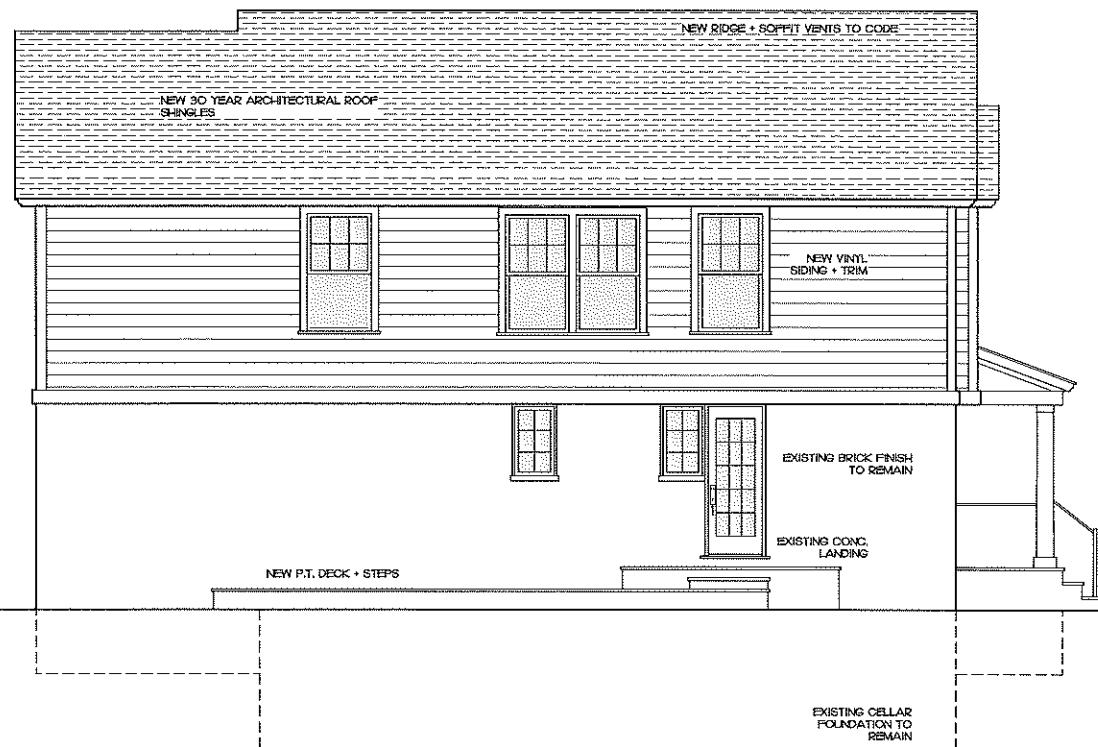 NEW RIDGE + SOFFIT VENTS TO CODE
NEW 30 YEAR ARCHITECTURAL ROOF
SHINGLES
NEW VINYL
SIDING + TRIM
EXISTING BRICK FINISH
TO REMAIN
EXISTING CONC.
LANDING
NEW P.T. DECK + STEPS
EXISTING CELLAR
FOUNDATION TO
REMAIN